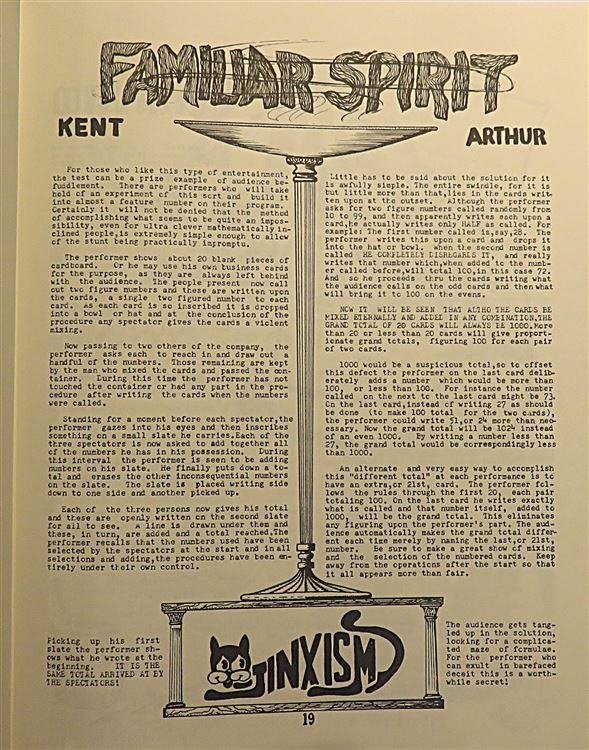 FAMILIAR SPIRIT
KENT
ARTHUR
For those who like this type of entertainment,
the test can be a prize example of audience be-
fuddlement. There are performers who will take
hold of an experiment of this sort and build it
into almost a feature number on their program.
Certainly it will not be denied that the method
of accomplishing what seems to be quite an impos-
sibility, even for ultra clever mathematically in-
clined people, is extremely simple enough to allow
of the stunt being practically impromptu.
The performer shows about 20 blank pieces of
cardboard. Or he may use his own business cards
for the purpose, as they are always left behind
with the audience. The people present now call
out two figure numbers and these are written upon
the cards, a single two figured number to each
card. As each card is so inscribed it is dropped
into a bowl or hat and at the conclusion of the
procedure any spectator gives the cards a violent
mixing.
Now passing to two others of the company, the
performer asks each to reach in and draw out a
handful of the numbers. Those remaining are kept
by the man who mixed the cards and passed the con-
tainer. During this time the performer has not
touched the container or had any part in the pro-
cedure after writing the cards when the numbers
were called.
Standing for a moment before each spectator, the
performer gazes into his eyes and then inscribes
something on a small slate he carries. Each of the
three spectators is now asked to add together all
of the numbers he has in his possession. During
this interval the performer is seen to be adding
numbers on his slate. He finally puts down a to-
tal and erases the other inconsequential numbers
on the slate. The slate is placed writing side
down to one side and another picked up.
Each of the three persons now gives his total
and these are openly written on the second slate
for all to see. A line is drawn under them and
these, in turn, are added and a total reached. The
performer recalls that the numbers used have been
selected by the spectators at the start and in all
selections and adding, the procedures have been en-
tirely under their own control.
Picking up his first
slate the performer sh-
ows what he wrote at the
beginning. IT IS THE
SAME TOTAL ARRIVED AT BY
THE SPECTATORS!
Little has to be said about the solution for it
is awfully simple. The entire swindle, for it is
but little more than that, lies in the cards writ-
ten upon at the outset. Although the performer
asks for two figure numbers called randomly from
10 to 99, and then apparently writes each upon a
card, he actually writes only HALF as called. For
example: The first number called is, say, 28. The
performer writes this upon a card and drops it
into the hat or bowl. When the second number is
called HE COMPLETELY DISREGARDS IT, and really
writes that number which, when added to the numb-
er called before, will total 100, in this case 72.
And so he proceeds thru the cards writing what
the audience calls on the odd cards and then what
will bring it to 100 on the evens.
NOW IT WILL BE SEEN THAT ALTHO THE CARDS BE
MIXED ETERNALLY AND ADDED IN ANY COMBINATION, THE
GRAND TOTAL OF 20 CARDS WILL ALWAYS BE 1000. More
than 20 or less than 20 cards will give proport-
ionate grand totals, figuring 100 for each pair
of two cards.
1000 would be a suspicious total, so to offset
this defect the performer in the last card delib-
erately adds a number which would be more than
100, or less than 100. For instance the number
called on the next to the last card might be 73.
On the last card, instead of writing 27 as should
be done (to make 100 total for the two cards),
the performer could write 51, or 24 more than nec-
essary. Now the grand total will be 1024 instead
of an even 1000. By writing a number less than
27, the grand total would be correspondingly less
than 1000.
An alternate and very easy way to accomplish
this "different total" at each performance is to
have an extra, or 21st, card. The performer fol-
lows the rules through the first 20, each pair
totaling 100. On the last card he writes exactly
what is called and that number itself, added to
1000, will be the grand total. This eliminates
any figuring upon the performer's part. The aud-
ience automatically makes the grand total differ-
ent each time merely by naming the last, or 21st,
number. Be sure to make a great show of mixing
and the selection of the numbered cards. Keep
away from the operations after the start so that
it all appears more than fair.
The audience gets tang-
led up in the solution,
looking for a complica-
ted maze of formulae.
For the performer who
can exult in barefaced
deceit this is a worth-
while secret!
JINXISM
19